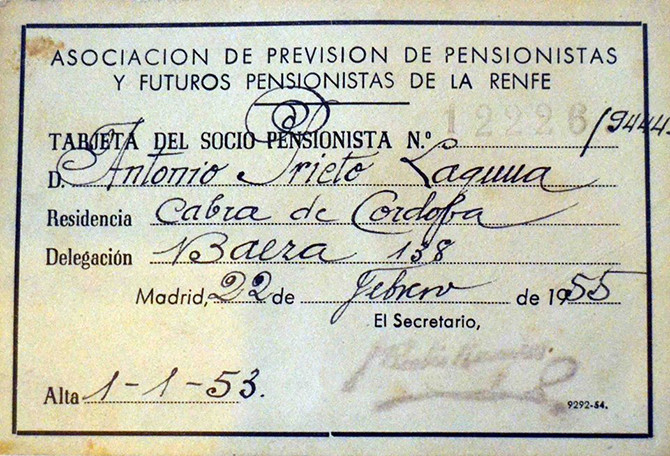 ASOCIACION DE PREVISION DE PENSIONISTAS
Y FUTUROS PENSIONISTAS DE LA RENFE
TARJETA DEL SOCIO PENSIONISTA N.º 12226/9444
D. Antonio Prieto Laguna
Residencia Cabra de Cordoba
Delegación Baeza 138
Madrid, 22 de Febrero de 1955
El Secretario,
Alta 1-1-53.
9292-54.